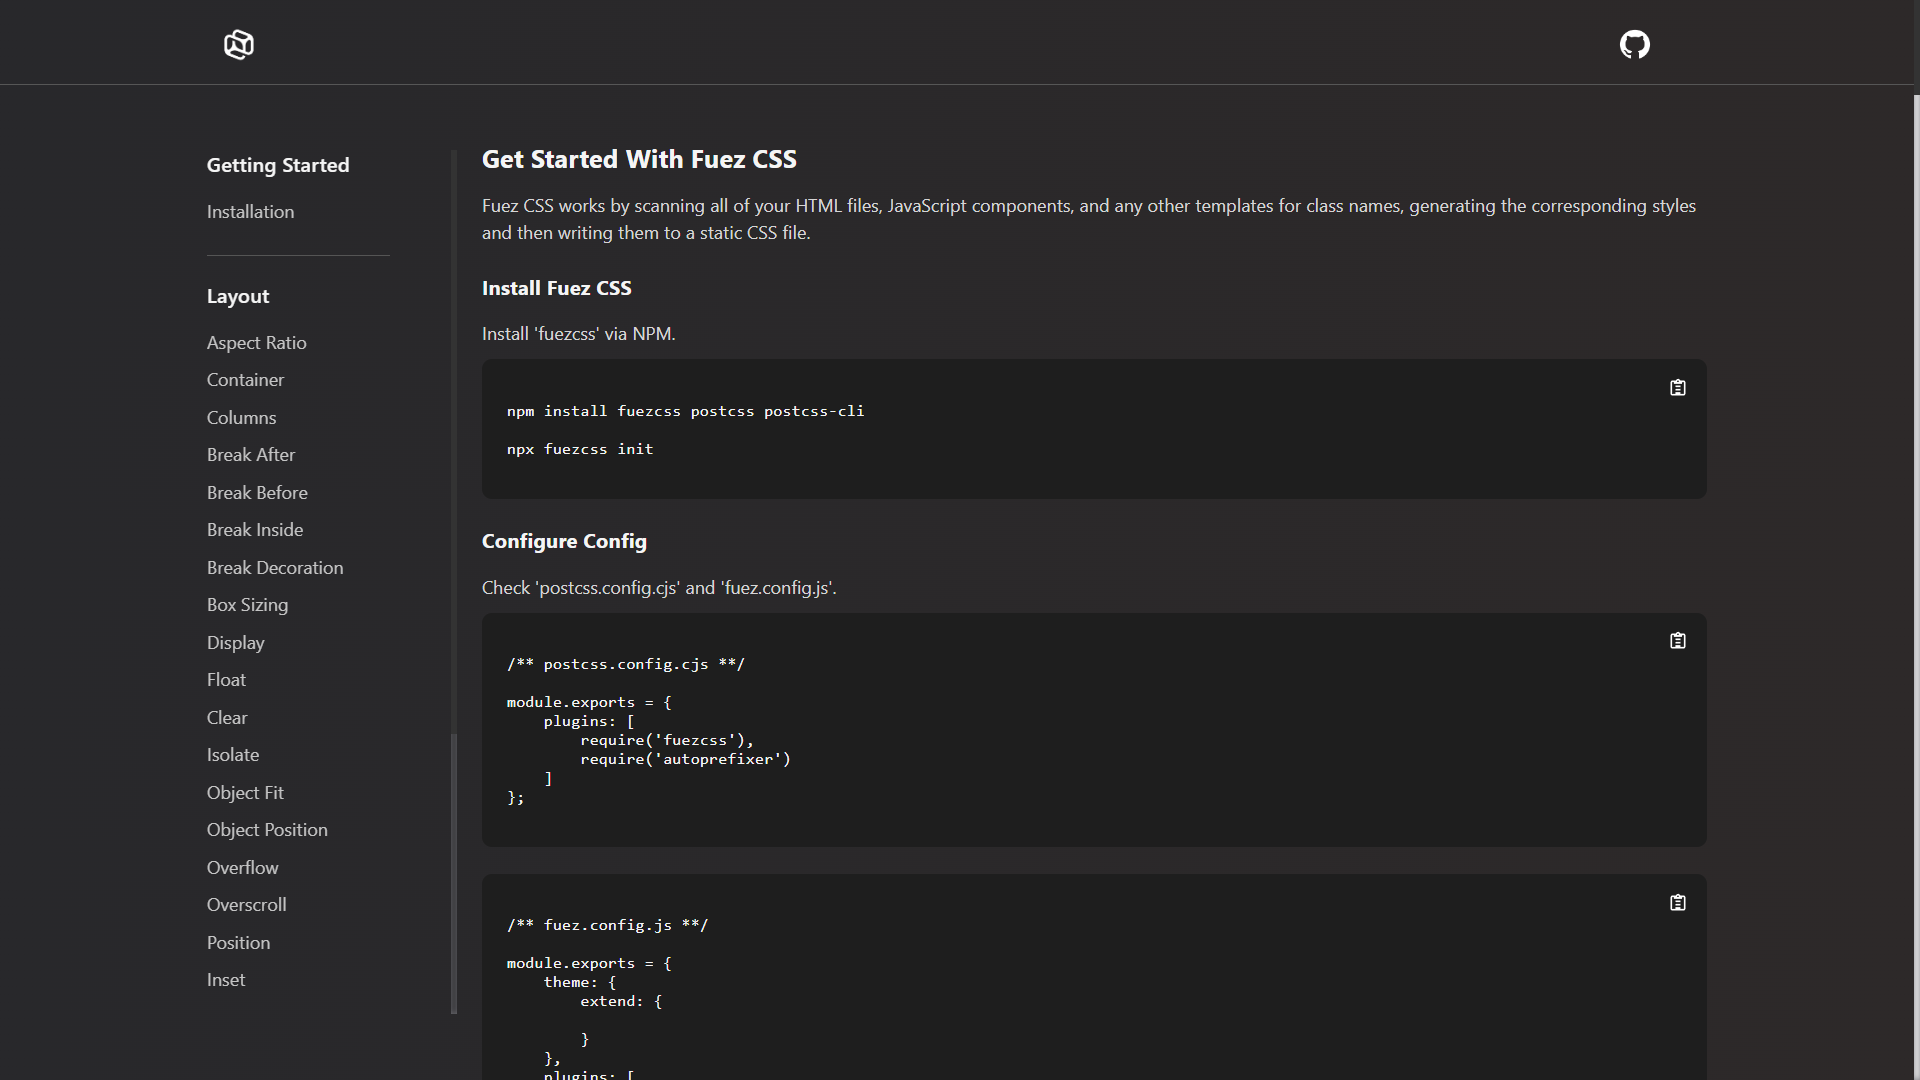 Getting Started
Installation
Layout
Aspect Ratio
Container
Columns
Break After
Break Before
Break Inside
Break Decoration
Box Sizing
Display
Float
Clear
Isolate
Object Fit
Object Position
Overflow
Overscroll
Position
Inset
Get Started With Fuez CSS
Fuez CSS works by scanning all of your HTML files, JavaScript components, and any other templates for class names, generating the corresponding styles
and then writing them to a static CSS file.
Install Fuez CSS
Install 'fuezcss' via NPM.
npm install fuezcss postcss postcss-cli
npx fuezcss init
Configure Config
Check 'postcss.config.cjs' and 'fuez.config.js'.
/** postcss.config.cjs **/
module.exports = {
    plugins: [
        require('fuezcss'),
        require('autoprefixer')
    ]
};
/** fuez.config.js **/
module.exports = {
    theme: {
        extend: {
        }
    },
    plugins: [